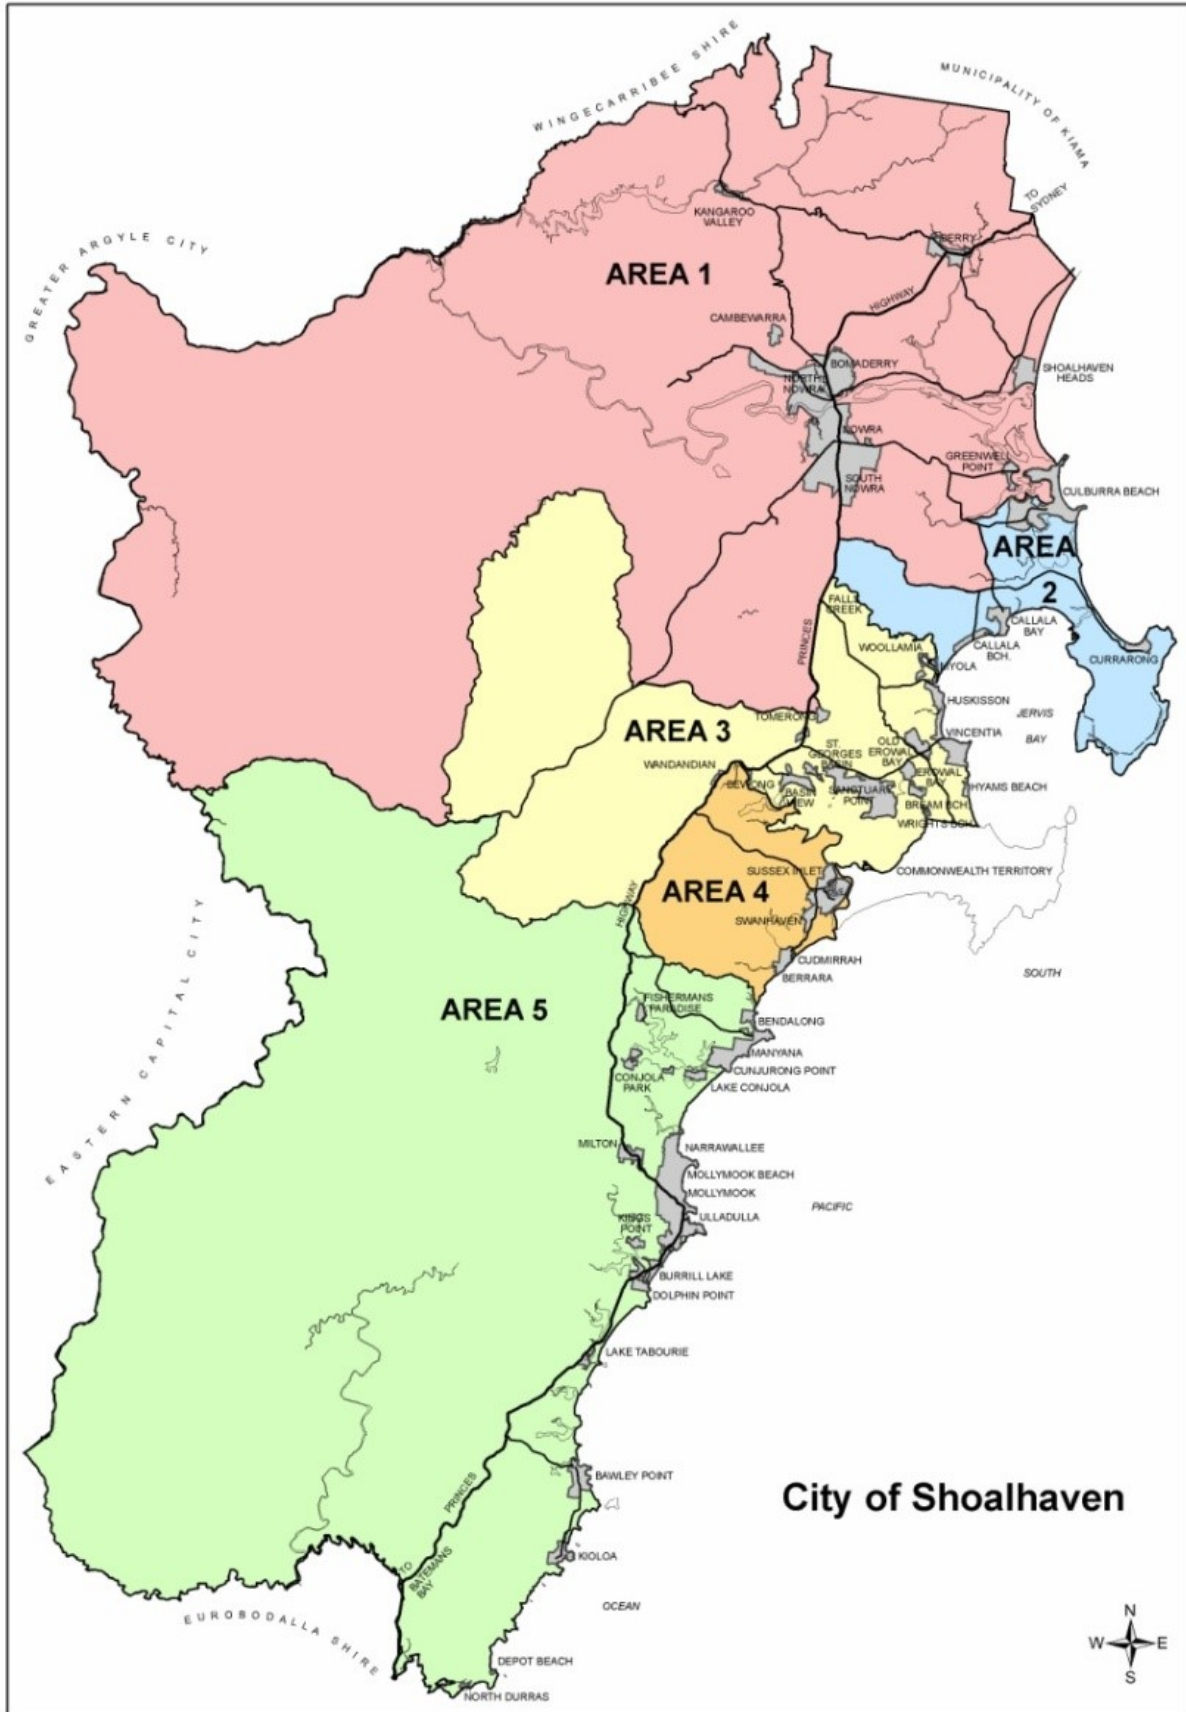 WINGECARRIBEE SHIRE
MUNICIPALITY OF KIAMA
TO
SYDNEY
KANGAROO
VALLEY
GREATER ARGYLE CITY
BERRY
AREA 1
HIGHWAY
CAMBEWARRA
BOMADERRY
SHOALHAVEN
HEADS
NORTH
NOWRA
NOWRA
GREENWELL
POINT
SOUTH
NOWRA
CULBURRA BEACH
AREA
2
FALLS
CREEK
CALLALA
BAY
WOOLLAMIA
CALLALA
BCH.
PRINCES
MYOLA
CURRARONG
HUSKISSON
JERVIS
BAY
TOMERONG
AREA 3
VINCENTIA
OLD
EROWAL
BAY
ST.
GEORGES
BASIN
WANDANDIAN
BEWONG
BASIN
VIEW
SANCTUARY
POINT
EROWAL
BAY
HYAMS BEACH
BREAM BCH.
WRIGHTS BCH.
SUSSEX INLET
COMMONWEALTH TERRITORY
AREA 4
HIGHWAY
SWANHAVEN
CUDMIRRAH
BERRARA
SOUTH
EASTERN CAPITAL CITY
AREA 5
FISHERMANS
PARADISE
BENDALONG
MANYANA
CUNJURONG POINT
CONJOLA
PARK
LAKE CONJOLA
MILTON
NARRAWALLEE
MOLLYMOOK BEACH
MOLLYMOOK
PACIFIC
KINGS
POINT
ULLADULLA
BURRILL LAKE
DOLPHIN POINT
LAKE TABOURIE
BAWLEY POINT
PRINCES
City of Shoalhaven
TO
BATEMANS
BAY
KIOLOA
OCEAN
EUROBODALLA SHIRE
N
W E
S
DEPOT BEACH
NORTH DURRAS